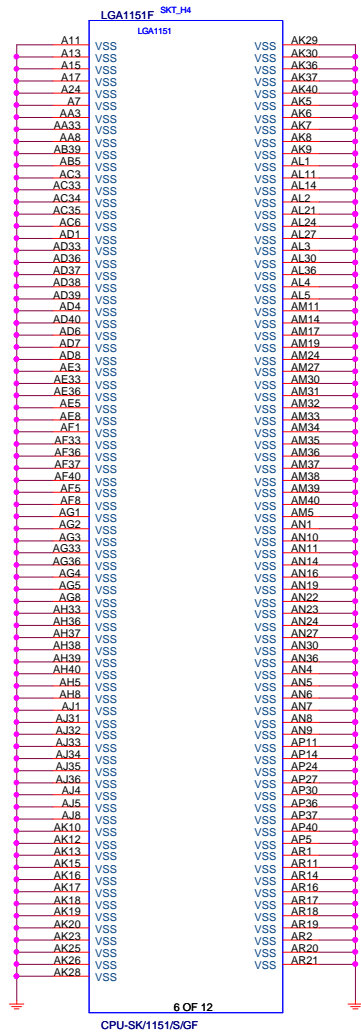 LGA1151F SKT_H4
LGA1151
A11 VSS VSS AK29
A13 VSS VSS AK30
A15 VSS VSS AK36
A17 VSS VSS AK37
A24 VSS VSS AK40
A7 VSS VSS AK5
AA3 VSS VSS AK6
AA33 VSS VSS AK7
AA8 VSS VSS AK8
AB39 VSS VSS AK9
AB5 VSS VSS AL1
AC3 VSS VSS AL11
AC33 VSS VSS AL14
AC34 VSS VSS AL2
AC35 VSS VSS AL21
AC6 VSS VSS AL24
AD1 VSS VSS AL27
AD33 VSS VSS AL3
AD36 VSS VSS AL30
AD37 VSS VSS AL36
AD38 VSS VSS AL4
AD39 VSS VSS AL5
AD4 VSS VSS AM11
AD40 VSS VSS AM14
AD6 VSS VSS AM17
AD7 VSS VSS AM19
AD8 VSS VSS AM24
AE3 VSS VSS AM27
AE33 VSS VSS AM30
AE36 VSS VSS AM31
AE5 VSS VSS AM32
AE8 VSS VSS AM33
AF1 VSS VSS AM34
AF33 VSS VSS AM35
AF36 VSS VSS AM36
AF37 VSS VSS AM37
AF40 VSS VSS AM38
AF5 VSS VSS AM39
AF8 VSS VSS AM40
AG1 VSS VSS AM5
AG2 VSS VSS AN1
AG3 VSS VSS AN10
AG33 VSS VSS AN11
AG36 VSS VSS AN14
AG4 VSS VSS AN16
AG5 VSS VSS AN19
AG8 VSS VSS AN22
AH33 VSS VSS AN23
AH36 VSS VSS AN24
AH37 VSS VSS AN27
AH38 VSS VSS AN30
AH39 VSS VSS AN36
AH40 VSS VSS AN4
AH5 VSS VSS AN5
AH8 VSS VSS AN6
AJ1 VSS VSS AN7
AJ31 VSS VSS AN8
AJ32 VSS VSS AN9
AJ33 VSS VSS AP11
AJ34 VSS VSS AP14
AJ35 VSS VSS AP24
AJ36 VSS VSS AP27
AJ4 VSS VSS AP30
AJ5 VSS VSS AP36
AJ8 VSS VSS AP37
AK10 VSS VSS AP40
AK12 VSS VSS AP5
AK13 VSS VSS AR1
AK15 VSS VSS AR11
AK16 VSS VSS AR14
AK17 VSS VSS AR16
AK18 VSS VSS AR17
AK19 VSS VSS AR18
AK20 VSS VSS AR19
AK23 VSS VSS AR2
AK25 VSS VSS AR20
AK26 VSS VSS AR21
AK28 VSS
6 OF 12
CPU-SK/1151/S/GF